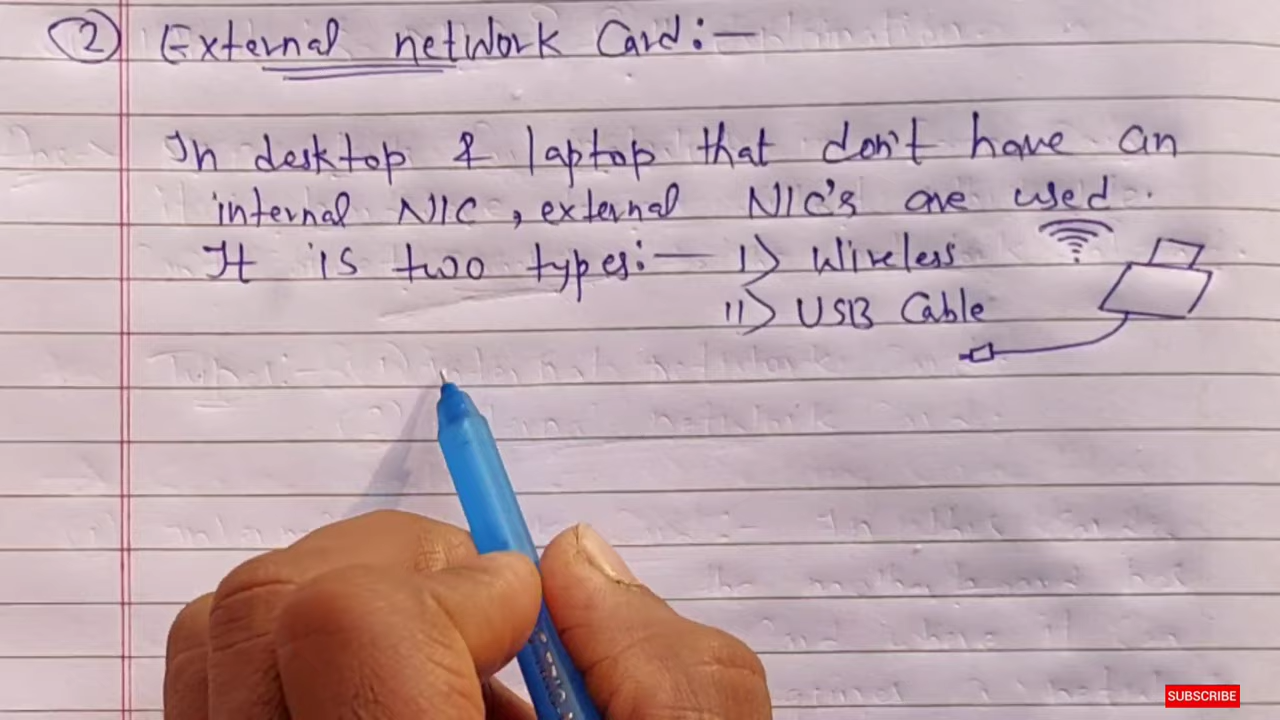 ② External network Card:-
In desktop & laptop that don't have an
internal NIC, external NIC's are used.
It is two types:- i> Wireless
ii> USB Cable
SUBSCRIBE